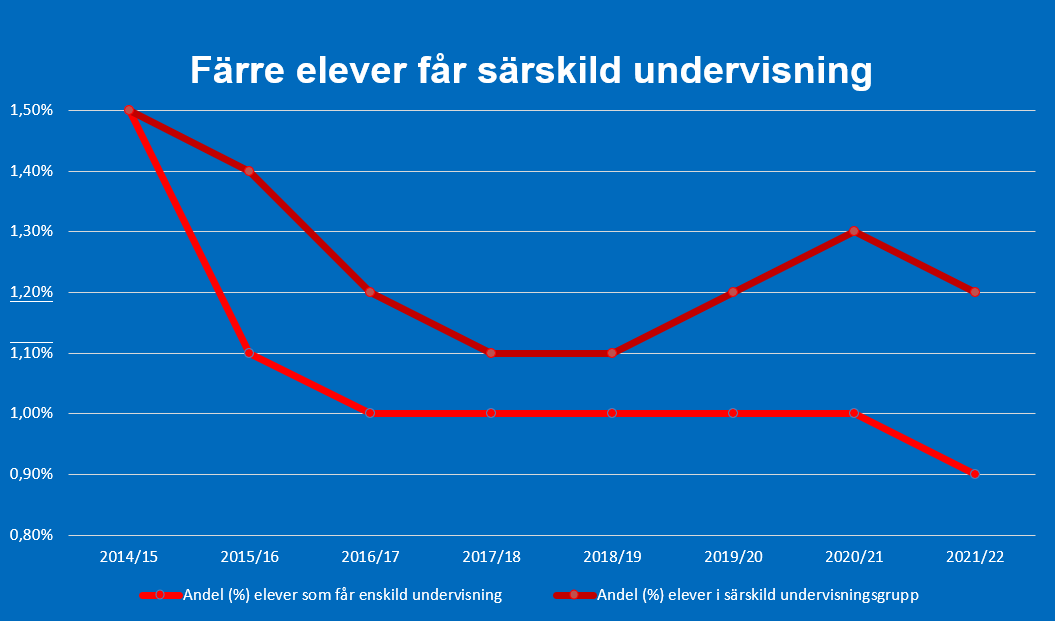 Färre elever får särskild undervisning
1,50%
1,40%
1,30%
1,20%
1,10%
1,00%
0,90%
0,80%
2014/15 2015/16 2016/17 2017/18 2018/19 2019/20 2020/21 2021/22
Andel (%) elever som får enskild undervisning Andel (%) elever i särskild undervisningsgrupp